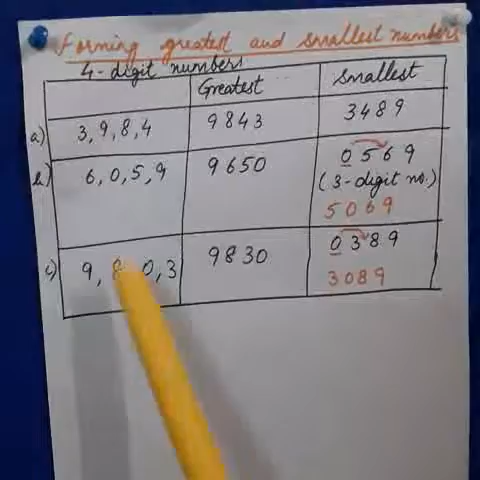 Forming greatest and smallest numbers
4-digit numbers
Greatest Smallest
a) 3,9,8,4 9843 3489
b) 6,0,5,9 9650 0569
(3-digit no.)
5069
c) 9,8 0,3 9830 0389
3089